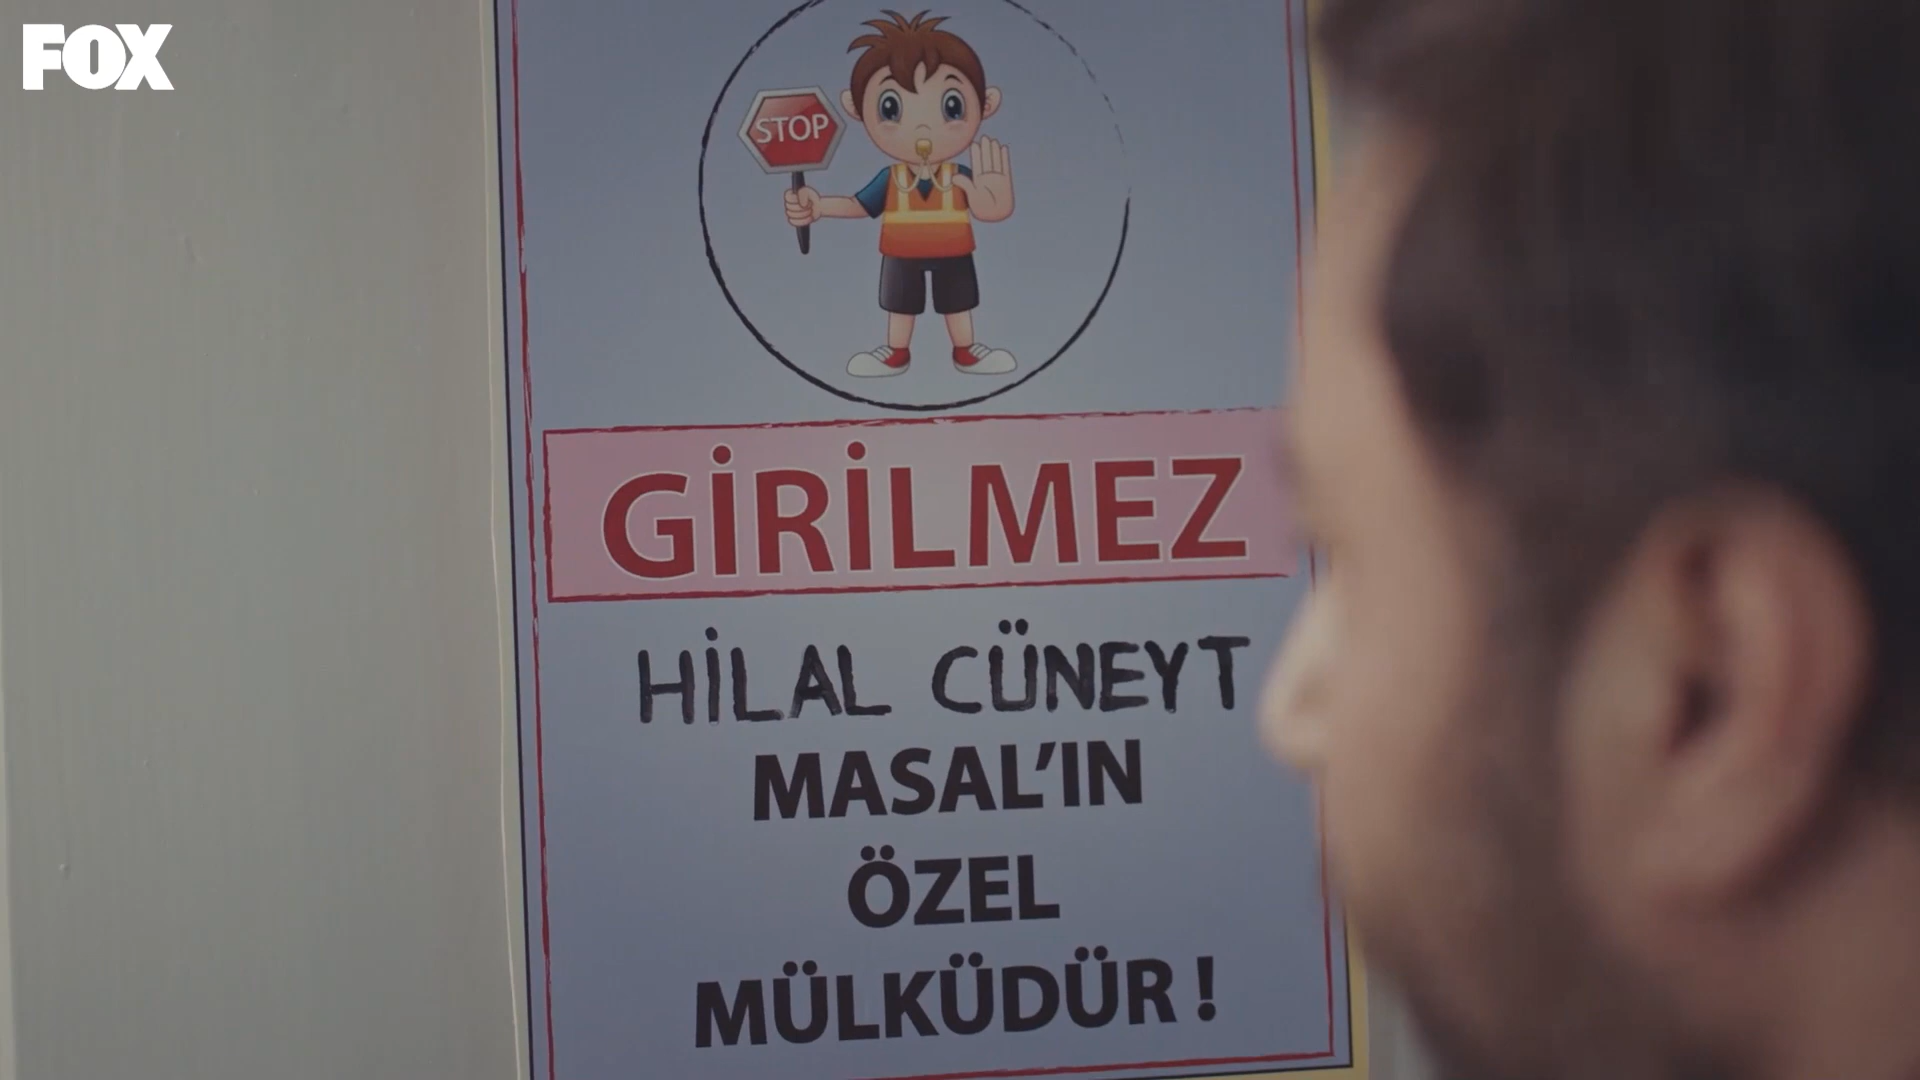 FOX
STOP
GİRİLMEZ
HİLAL CÜNEYT
MASAL'IN
ÖZEL
MÜLKÜDÜR !